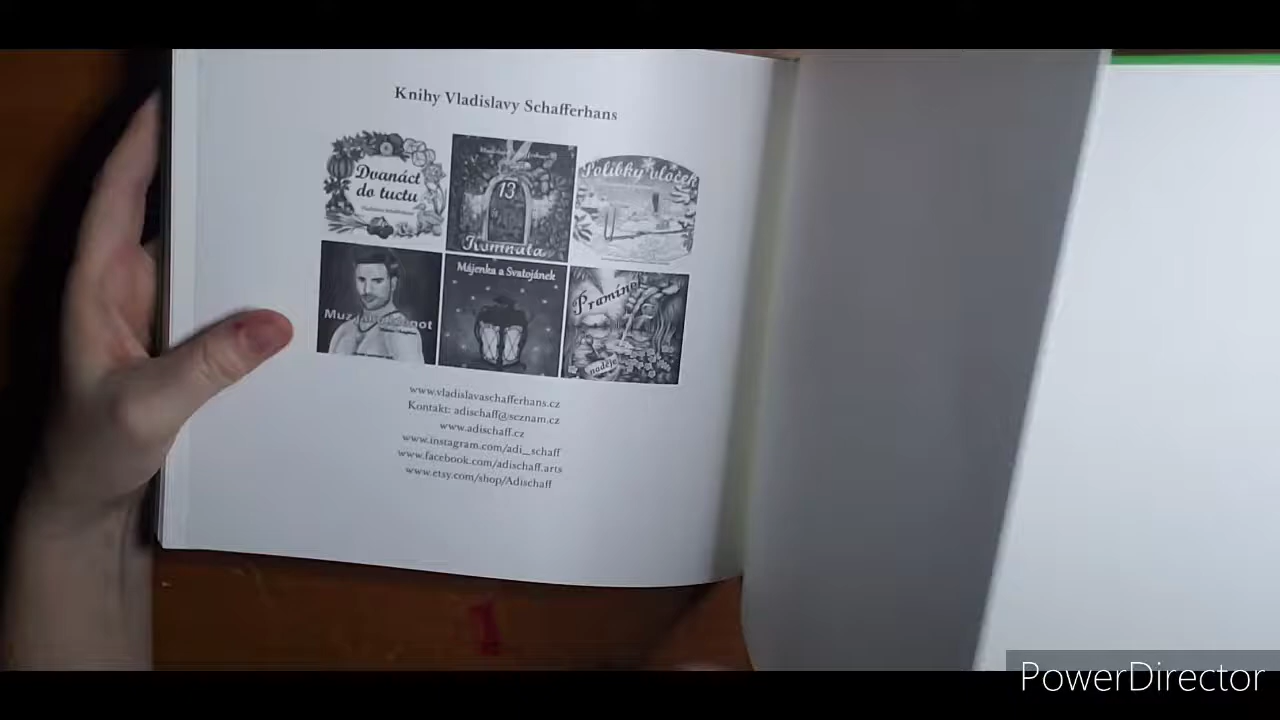 Knihy Vladislavy Schafferhans
Dvanáct
do tuctu
13
Komnata
Polibky vloček
Muž
Májenka a Svatojánek
Pramínek
naděje
www.vladislavaschafferhans.cz
Kontakt: adischaff@seznam.cz
www.adischaff.cz
www.instagram.com/adi_schaff
www.facebook.com/adischaff.arts
www.etsy.com/shop/Adischaff
PowerDirector